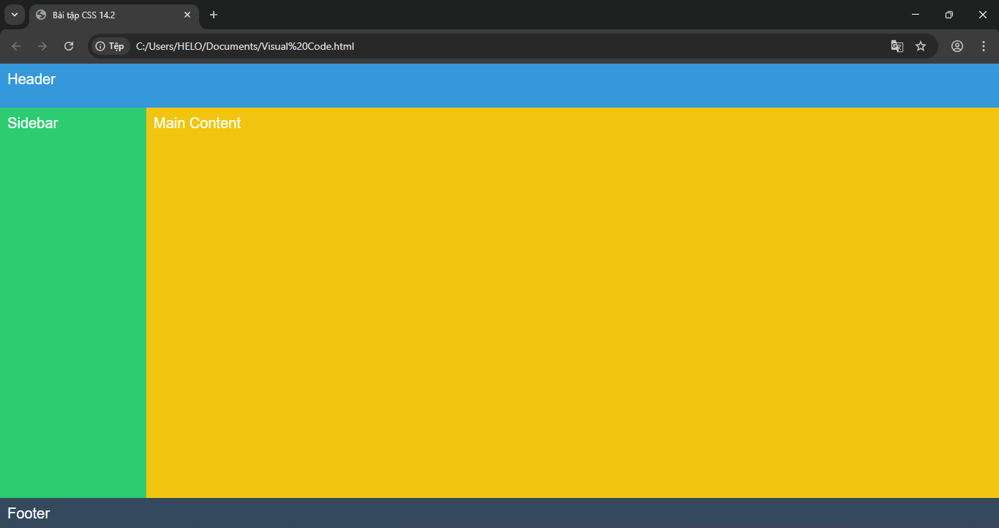 Bài tập CSS 14.2
Tệp C:/Users/HELO/Documents/Visual%20Code.html
Header
Sidebar
Main Content
Footer